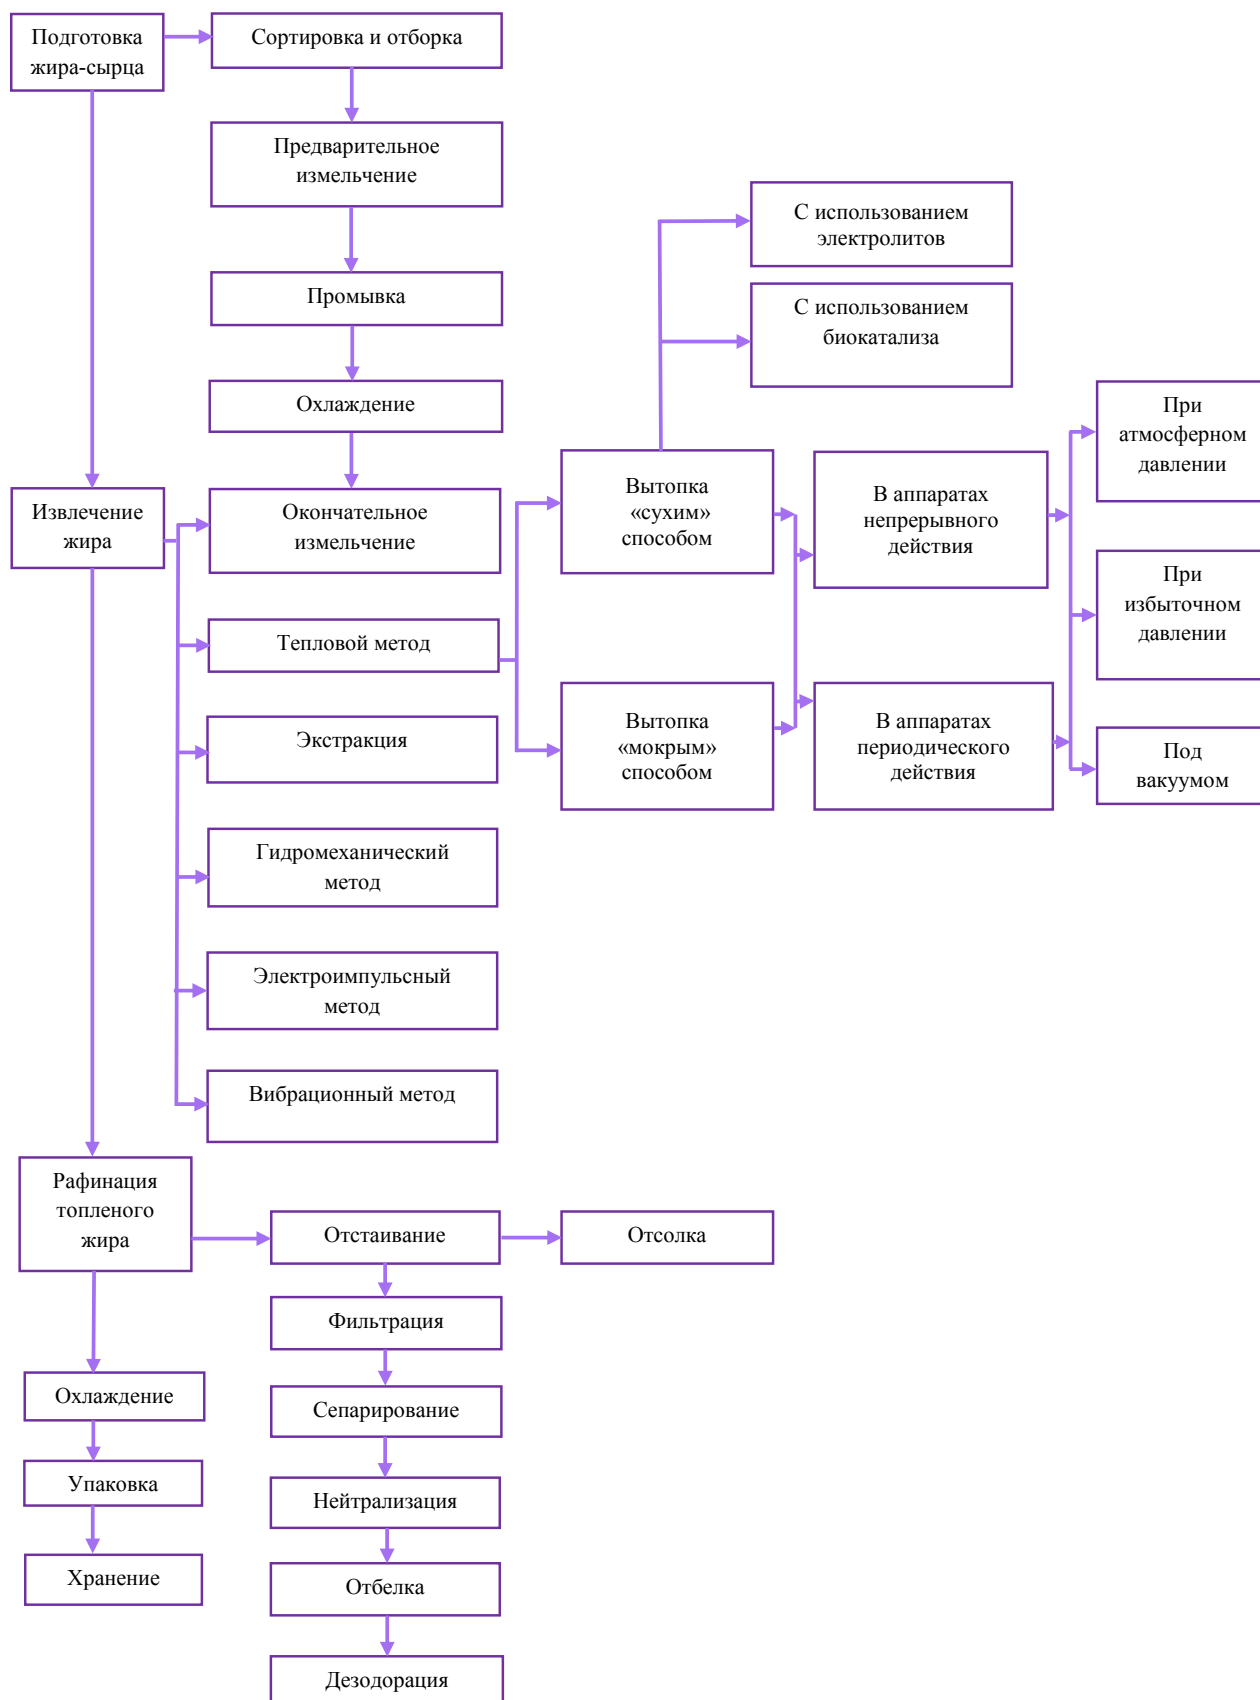 Подготовка
жира-сырца
Сортировка и отборка
Предварительное
измельчение
Промывка
Охлаждение
Окончательное
измельчение
Извлечение
жира
Тепловой метод
Экстракция
Гидромеханический
метод
Электроимпульсный
метод
Вибрационный метод
С использованием
электролитов
С использованием
биокатализа
Вытопка
«сухим»
способом
Вытопка
«мокрым»
способом
В аппаратах
непрерывного
действия
В аппаратах
периодического
действия
При
атмосферном
давлении
При
избыточном
давлении
Под
вакуумом
Рафинация
топленого
жира
Отстаивание
Отсолка
Фильтрация
Сепарирование
Нейтрализация
Отбелка
Дезодорация
Охлаждение
Упаковка
Хранение